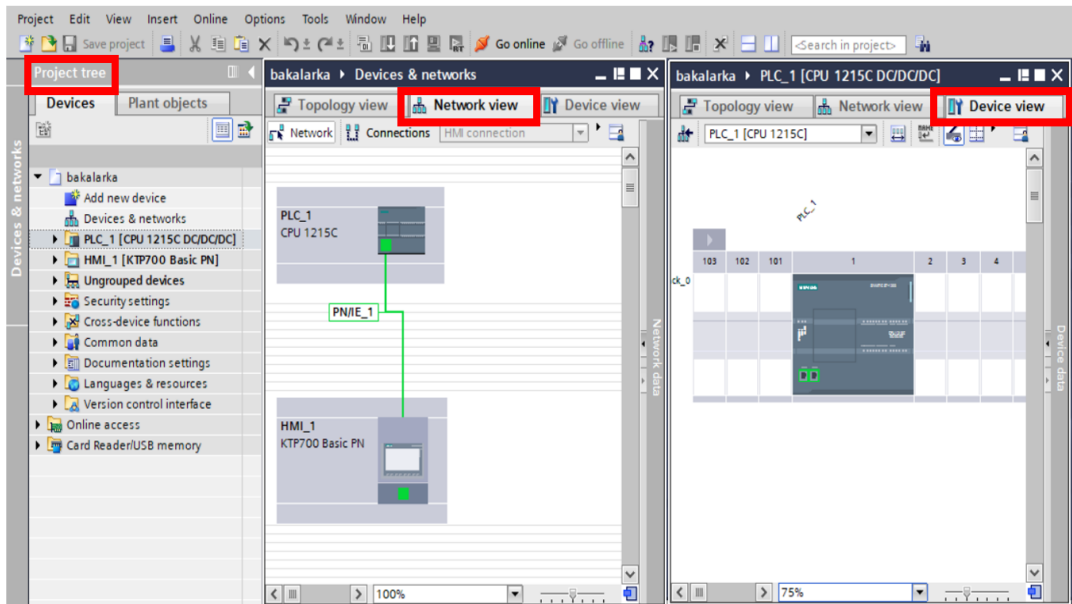 Project Edit View Insert Online Options Tools Window Help
Save project Go online Go offline <Search in project>
Project tree
Devices Plant objects
Devices & networks
bakalarka
Add new device
Devices & networks
PLC_1 [CPU 1215C DC/DC/DC]
HMI_1 [KTP700 Basic PN]
Ungrouped devices
Security settings
Cross-device functions
Common data
Documentation settings
Languages & resources
Version control interface
Online access
Card Reader/USB memory
bakalarka Devices & networks
Topology view Network view Device view
Network Connections HMI connection
PLC_1
CPU 1215C
PN/IE_1
HMI_1
KTP700 Basic PN
100%
Network data
bakalarka PLC_1 [CPU 1215C DC/DC/DC]
Topology view Network view Device view
PLC_1 [CPU 1215C]
PLC_1
103 102 101 1 2 3 4
ck_0
SIEMENS
75%
Device data